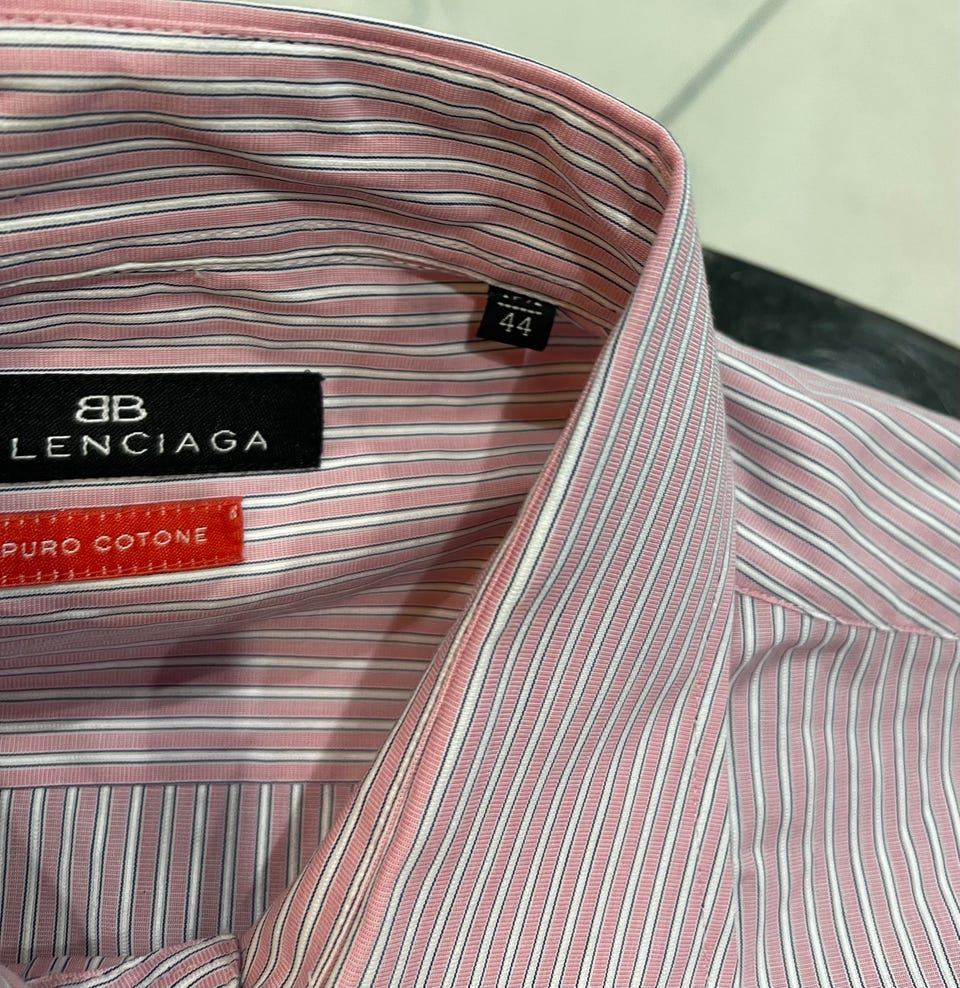 44
BB
LENCIAGA
PURO COTONE